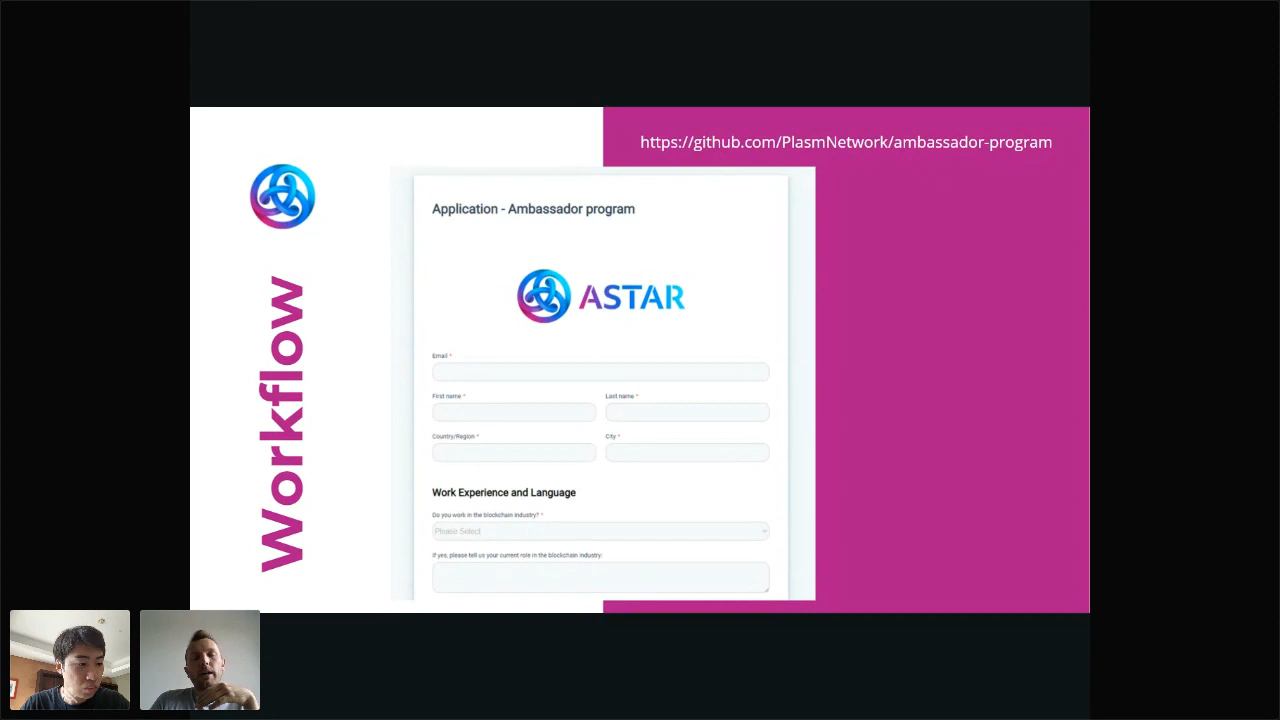 https://github.com/PlasmNetwork/ambassador-program
Workflow
Application - Ambassador program
ASTAR
Email *
First name *
Last name *
Country/Region *
City *
Work Experience and Language
Do you work in the blockchain industry? *
Please Select
If yes, please tell us your current role in the blockchain industry: